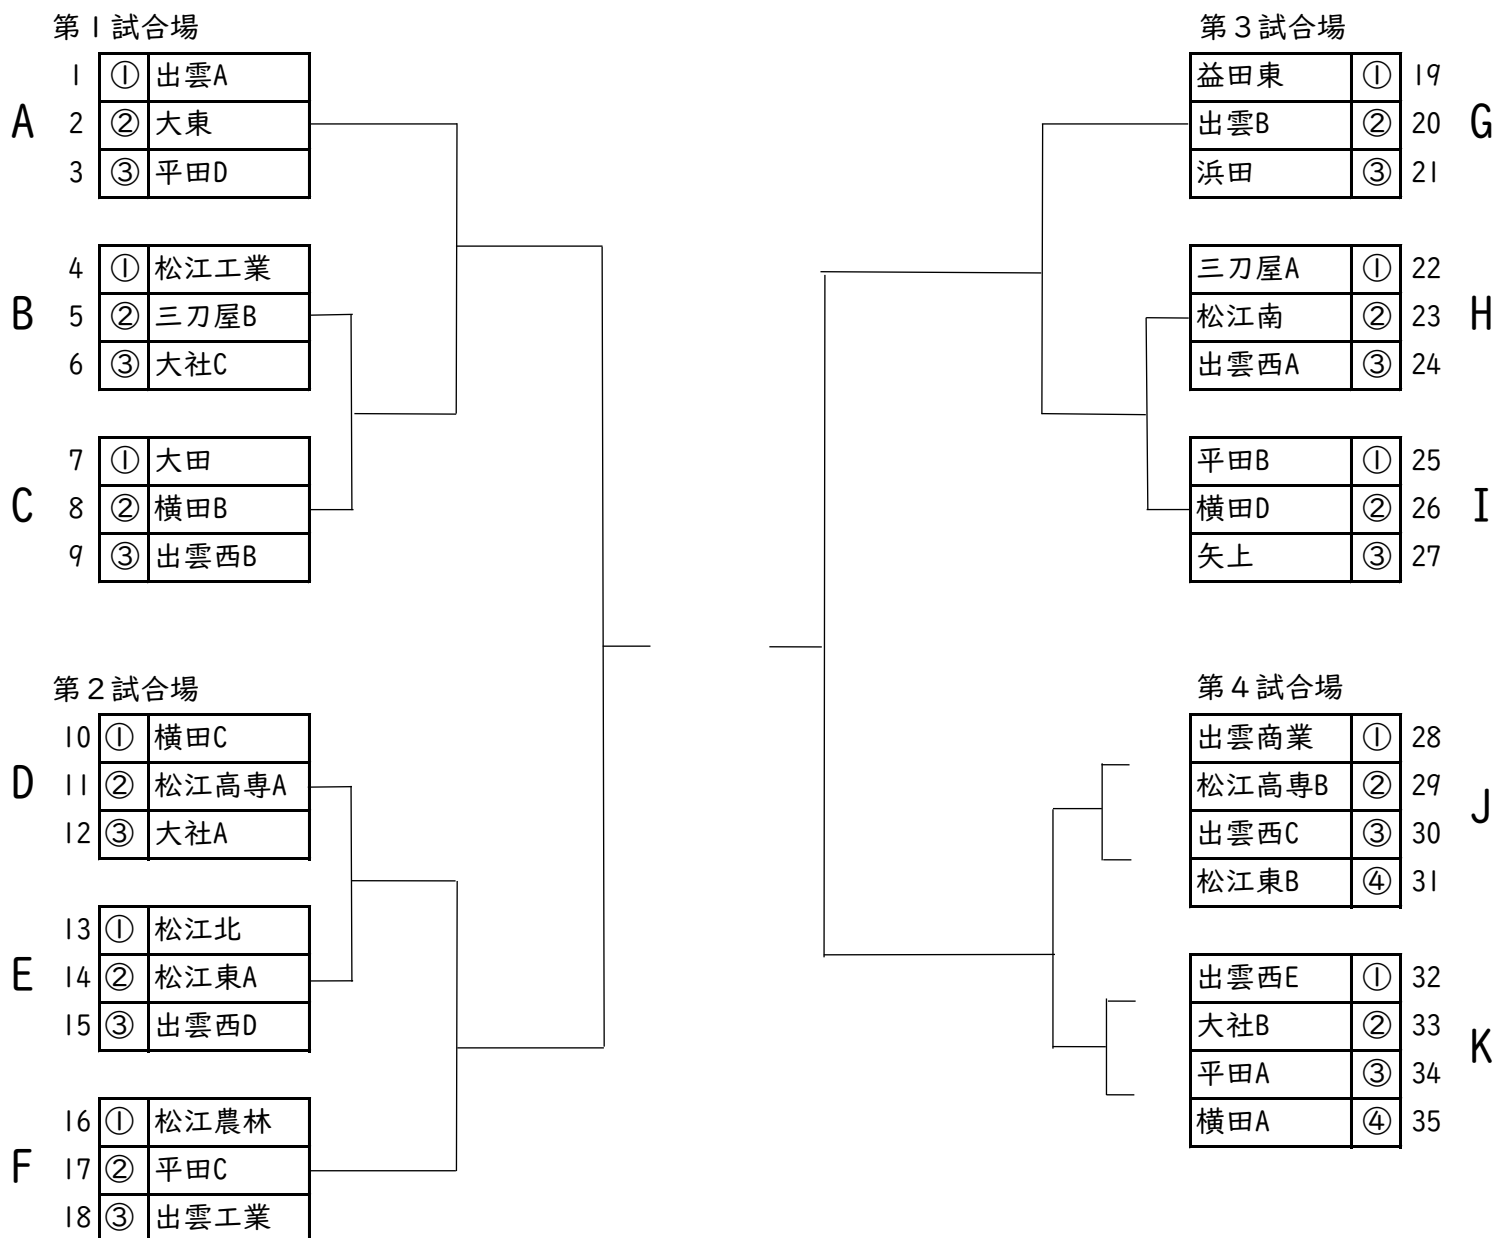 第1試合場
1 ① 出雲A
A 2 ② 大東
3 ③ 平田D
4 ① 松江工業
B 5 ② 三刀屋B
6 ③ 大社C
7 ① 大田
C 8 ② 横田B
9 ③ 出雲西B
第2試合場
10 ① 横田C
D 11 ② 松江高専A
12 ③ 大社A
13 ① 松江北
E 14 ② 松江東A
15 ③ 出雲西D
16 ① 松江農林
F 17 ② 平田C
18 ③ 出雲工業
第3試合場
益田東 ① 19
出雲B ② 20 G
浜田 ③ 21
三刀屋A ① 22
松江南 ② 23 H
出雲西A ③ 24
平田B ① 25
横田D ② 26 I
矢上 ③ 27
第4試合場
出雲商業 ① 28
松江高専B ② 29
J
出雲西C ③ 30
松江東B ④ 31
出雲西E ① 32
大社B ② 33
K
平田A ③ 34
横田A ④ 35